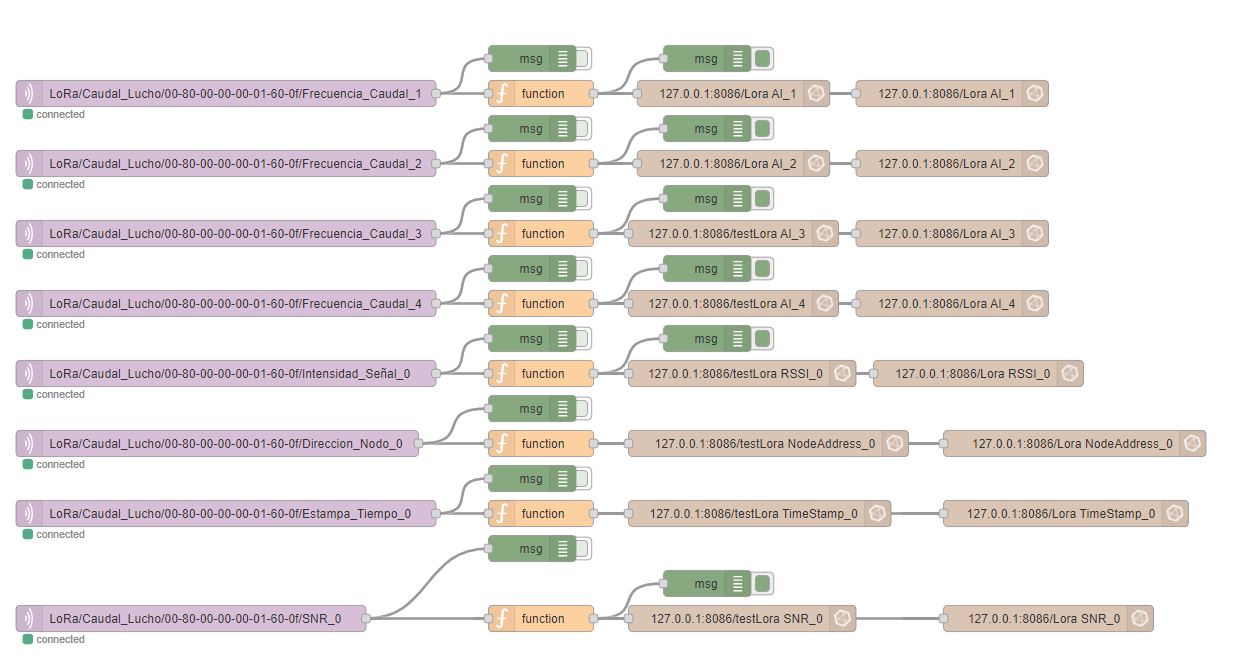 msg msg
LoRa/Caudal_Lucho/00-80-00-00-00-01-60-0f/Frecuencia_Caudal_1 function 127.0.0.1:8086/Lora AI_1 127.0.0.1:8086/Lora AI_1
connected
msg msg
LoRa/Caudal_Lucho/00-80-00-00-00-01-60-0f/Frecuencia_Caudal_2 function 127.0.0.1:8086/Lora AI_2 127.0.0.1:8086/Lora AI_2
connected
msg msg
LoRa/Caudal_Lucho/00-80-00-00-00-01-60-0f/Frecuencia_Caudal_3 function 127.0.0.1:8086/testLora AI_3 127.0.0.1:8086/Lora AI_3
connected
msg msg
LoRa/Caudal_Lucho/00-80-00-00-00-01-60-0f/Frecuencia_Caudal_4 function 127.0.0.1:8086/testLora AI_4 127.0.0.1:8086/Lora AI_4
connected
msg msg
LoRa/Caudal_Lucho/00-80-00-00-00-01-60-0f/Intensidad_Señal_0 function 127.0.0.1:8086/testLora RSSI_0 127.0.0.1:8086/Lora RSSI_0
connected
msg
LoRa/Caudal_Lucho/00-80-00-00-00-01-60-0f/Direccion_Nodo_0 function 127.0.0.1:8086/testLora NodeAddress_0 127.0.0.1:8086/Lora NodeAddress_0
connected
msg
LoRa/Caudal_Lucho/00-80-00-00-00-01-60-0f/Estampa_Tiempo_0 function 127.0.0.1:8086/testLora TimeStamp_0 127.0.0.1:8086/Lora TimeStamp_0
connected
msg
msg
LoRa/Caudal_Lucho/00-80-00-00-00-01-60-0f/SNR_0 function 127.0.0.1:8086/testLora SNR_0 127.0.0.1:8086/Lora SNR_0
connected